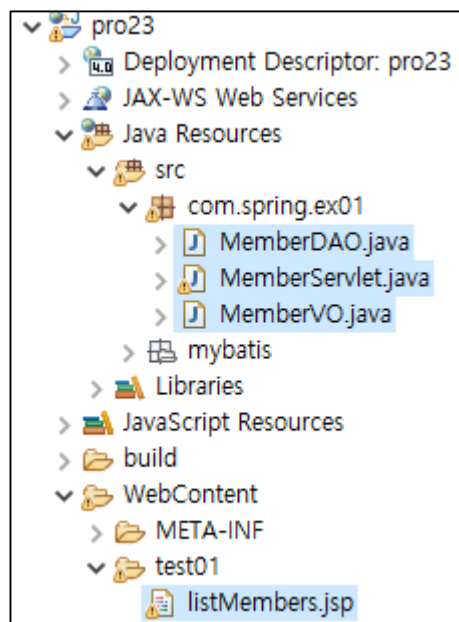 pro23
Deployment Descriptor: pro23
JAX-WS Web Services
Java Resources
src
com.spring.ex01
MemberDAO.java
MemberServlet.java
MemberVO.java
mybatis
Libraries
JavaScript Resources
build
WebContent
META-INF
test01
listMembers.jsp